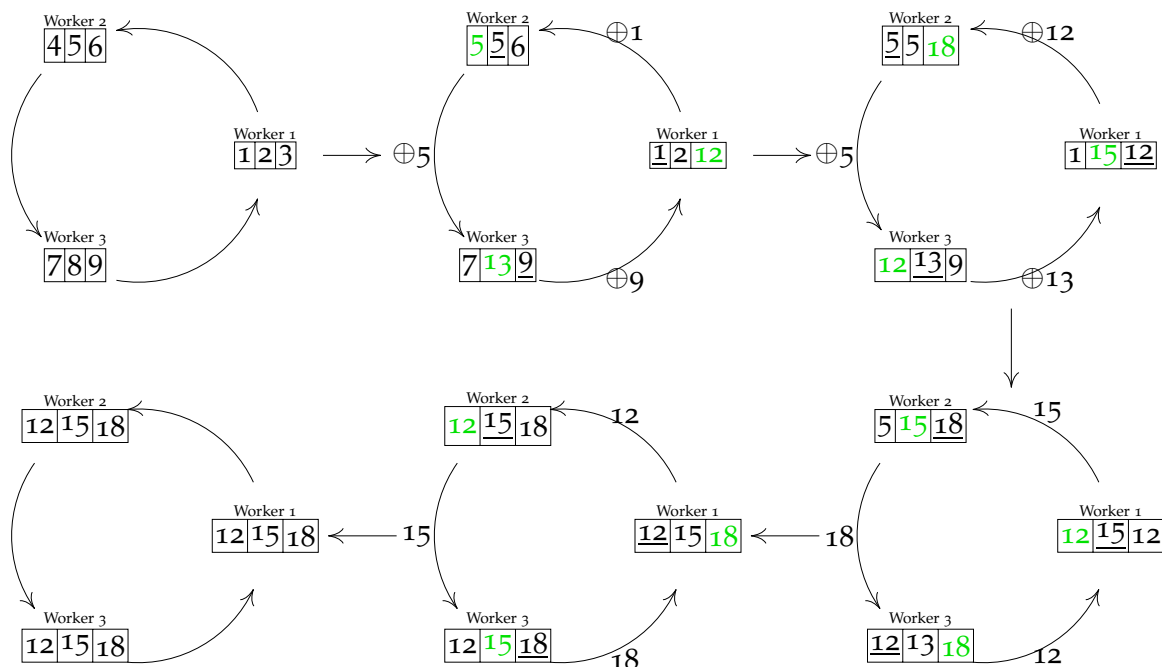 Worker 2
4 5 6
Worker 1
1 2 3
Worker 3
7 8 9
Worker 2
5 5 6
⊕1
Worker 1
1 2 12
⊕5
Worker 3
7 13 9
⊕9
Worker 2
5 5 18
⊕12
Worker 1
1 15 12
⊕5
Worker 3
12 13 9
⊕13
Worker 2
12 15 18
Worker 1
12 15 18
Worker 3
12 15 18
Worker 2
12 15 18
12
Worker 1
12 15 18
15
Worker 3
12 15 18
18
Worker 2
5 15 18
15
Worker 1
12 15 12
18
Worker 3
12 13 18
12